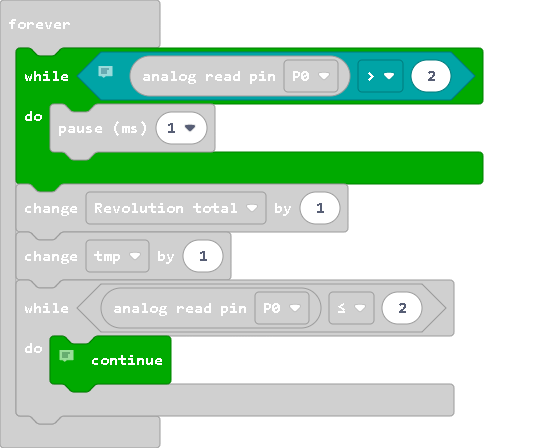 forever
while analog read pin P0 > 2
do
pause (ms) 1
change Revolution total by 1
change tmp by 1
while analog read pin P0 ≤ 2
do
continue